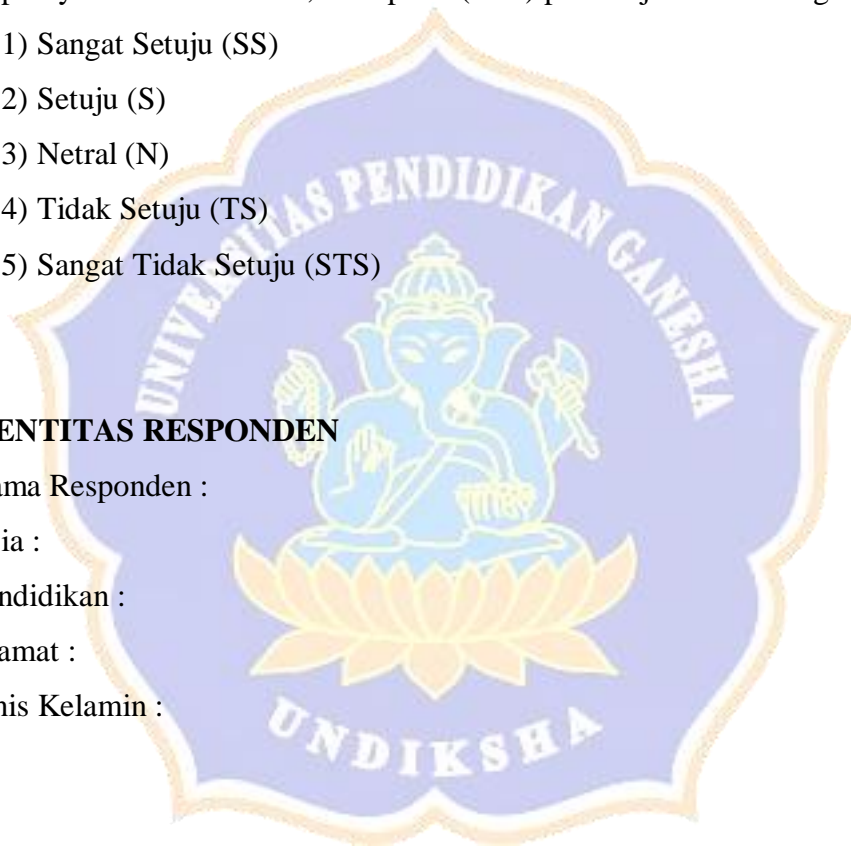 1) Sangat Setuju (SS)
2) Setuju (S)
3) Netral (N)
4) Tidak Setuju (TS)
5) Sangat Tidak Setuju (STS)
UNIVERSITAS PENDIDIKAN GANESHA
ENTITAS RESPONDEN
ama Responden :
ia :
ndidikan :
amat :
nis Kelamin :
UNDIKSHA